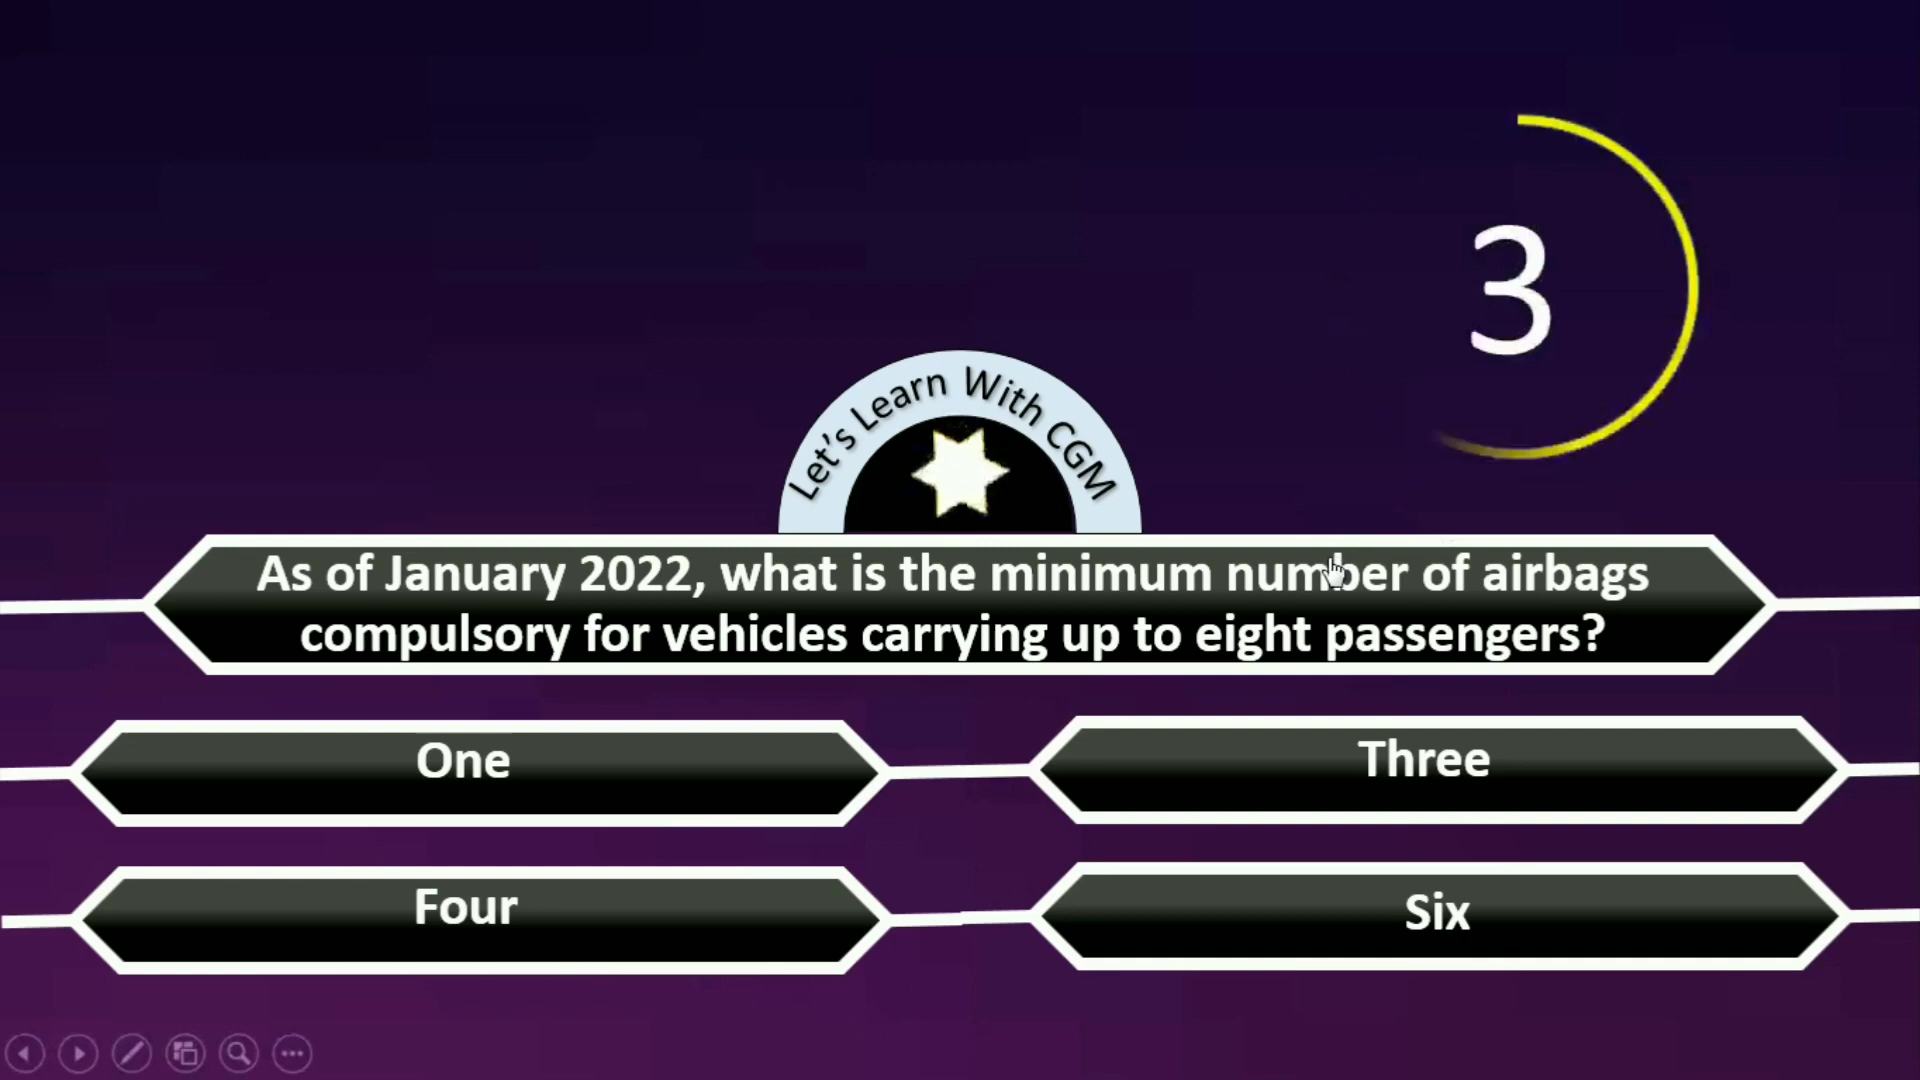 3
Let's Learn With CGM
As of January 2022, what is the minimum number of airbags
compulsory for vehicles carrying up to eight passengers?
One
Three
Four
Six